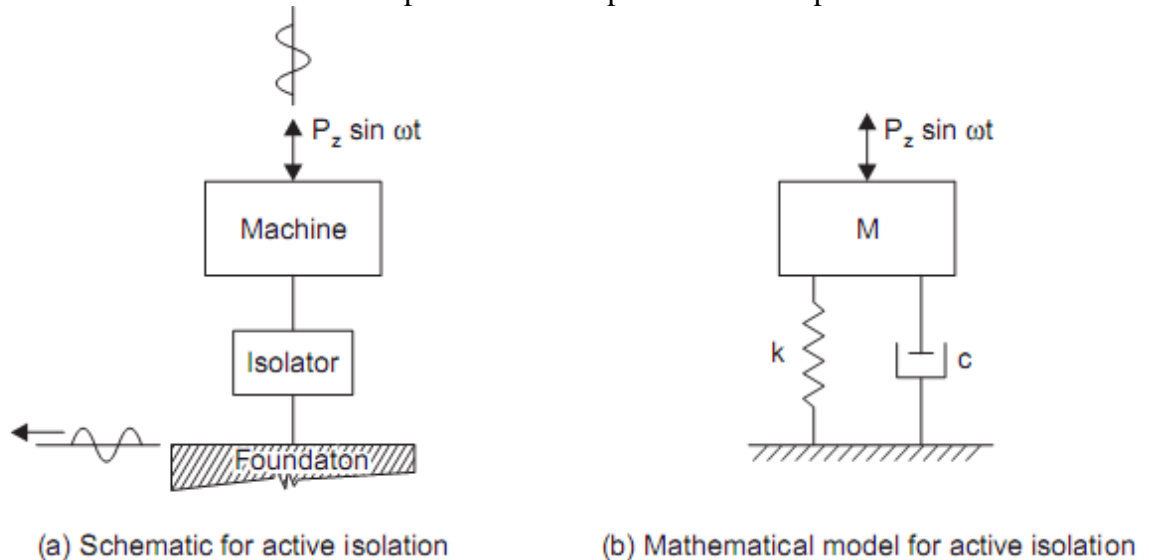 P_z sin ωt
P_z sin ωt
Machine
M
Isolator
k
c
Foundaton
(a) Schematic for active isolation
(b) Mathematical model for active isolation